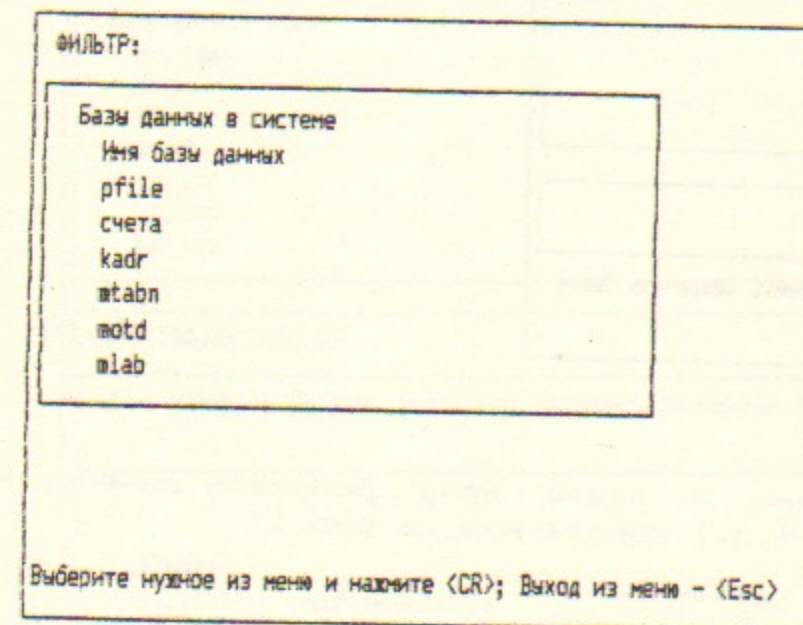 ФИЛЬТР:
Базы данных в системе
Имя базы данных
pfile
счета
kadr
mtabn
motd
mlab
Выберите нужное из меню и нажмите <CR>; Выход из меню - <Esc>